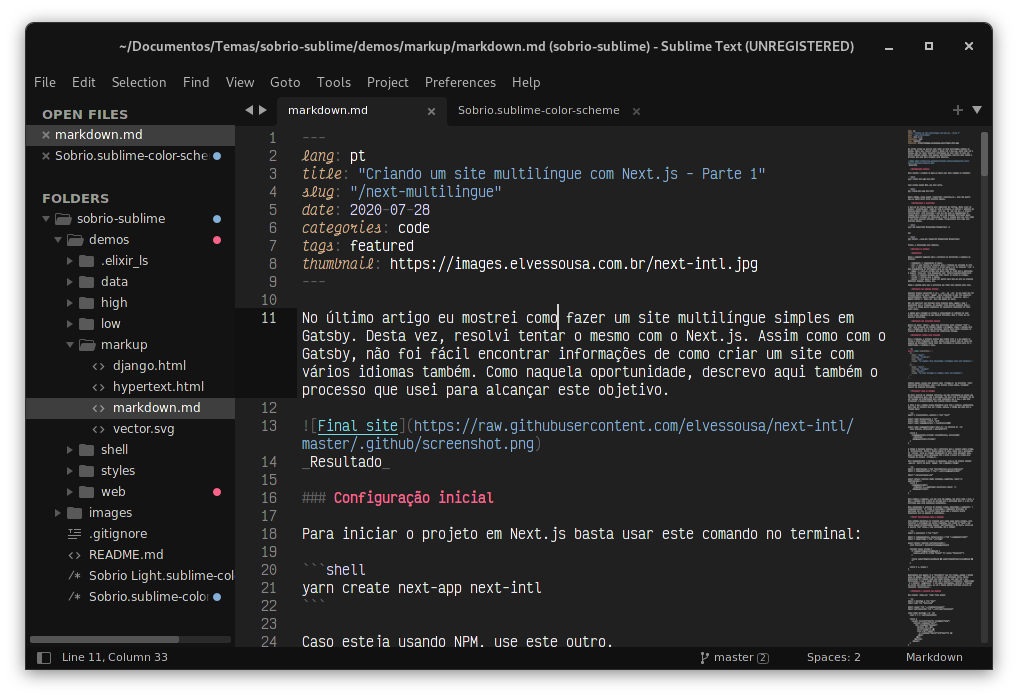 ~/Documentos/Temas/sobrio-sublime/demos/markup/markdown.md (sobrio-sublime) - Sublime Text (UNREGISTERED)
File Edit Selection Find View Goto Tools Project Preferences Help
OPEN FILES
markdown.md
Sobrio.sublime-color-sche
FOLDERS
sobrio-sublime
demos
.elixir_ls
data
high
low
markup
django.html
hypertext.html
markdown.md
vector.svg
shell
styles
web
images
.gitignore
README.md
Sobrio Light.sublime-col
Sobrio.sublime-color
markdown.md
Sobrio.sublime-color-scheme
1 ---
2 lang: pt
3 title: "Criando um site multilíngue com Next.js - Parte 1"
4 slug: "/next-multilingue"
5 date: 2020-07-28
6 categories: code
7 tags: featured
8 thumbnail: https://images.elvessousa.com.br/next-intl.jpg
9 ---
10
11 No último artigo eu mostrei como fazer um site multilíngue simples em
Gatsby. Desta vez, resolvi tentar o mesmo com o Next.js. Assim como com o
Gatsby, não foi fácil encontrar informações de como criar um site com
vários idiomas também. Como naquela oportunidade, descrevo aqui também o
processo que usei para alcançar este objetivo.
12
13 ![Final site](https://raw.githubusercontent.com/elvessousa/next-intl/
master/.github/screenshot.png)
14 _Resultado_
15
16 ### Configuração inicial
17
18 Para iniciar o projeto em Next.js basta usar este comando no terminal:
19
20 ```shell
21 yarn create next-app next-intl
22 ```
23
24 Caso esteja usando NPM, use este outro.
Line 11, Column 33
master 2
Spaces: 2
Markdown